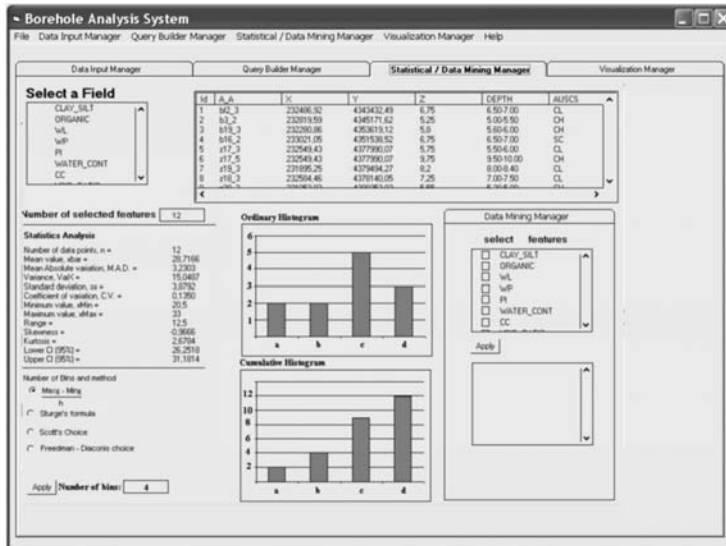 Borehole Analysis System
File Data Input Manager Query Builder Manager Statistical / Data Mining Manager Visualization Manager Help
Data Input Manager Query Builder Manager Statistical / Data Mining Manager Visualization Manager
Select a Field
CLAY_SILT
ORGANIC
WL
WP
PI
WATER_CONT
CC
Id A_A X Y Z DEPTH AUSCS
1 bl2_3 232486,92 4343432,49 6,75 6.50-7.00 CL
2 b3_2 232819,59 4345171,62 5,25 5.00-5.50 CH
3 b19_3 232280,86 4353619,12 5,8 5.60-6.00 CH
4 b16_2 233021,05 4351538,52 6,75 6.50-7.00 SC
5 z17_3 232549,43 4377990,07 5,75 5.50-6.00 CL
6 z17_5 232549,43 4377990,07 9,75 9.50-10.00 CH
7 z19_3 231895,25 4379494,27 8,2 8.00-8.40 CL
8 z18_3 232584,46 4378140,05 7,25 7.00-7.50 CL
Number of selected features 12
Statistics Analysis
Number of data points, n = 12
Mean value, xbar = 28,7166
Mean Absolute variation, M.A.D. = 3,2303
Variance, VarX = 15,0487
Standard deviation, sx = 3,8792
Coefficient of variation, C.V. = 0,1350
Minimum value, xMin = 20,5
Maximum value, xMax = 33
Range = 12,5
Skewness = -0,9666
Kurtosis = 2,6784
Lower CI (95%) = 26,2518
Upper CI (95%) = 31,1814
Number of Bins and method
h
Sturge's formula
Scott's Choice
Freedman - Diaconis choice
Apply Number of bins: 4
Ordinary Histogram
6
5
4
3
2
1
a b c d
Cumulative Histogram
12
10
8
6
4
2
a b c d
Data Mining Manager
select features
CLAY_SILT
ORGANIC
WL
WP
PI
WATER_CONT
CC
Apply